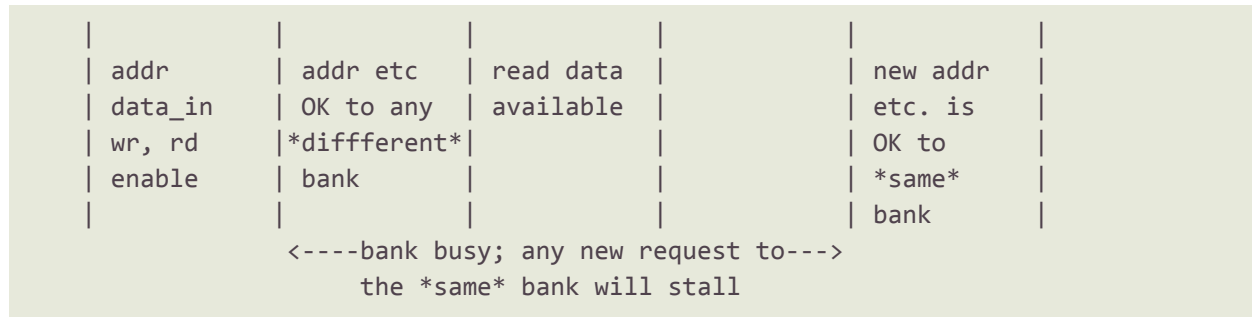 |            |            |            |            |            |
| addr       | addr etc   | read data  |            | new addr   |
| data_in    | OK to any  | available  |            | etc. is    |
| wr, rd     |*diffferent*|            |            | OK to      |
| enable     | bank       |            |            | *same*     |
|            |            |            |            | bank       |
<----bank busy; any new request to--->
the *same* bank will stall